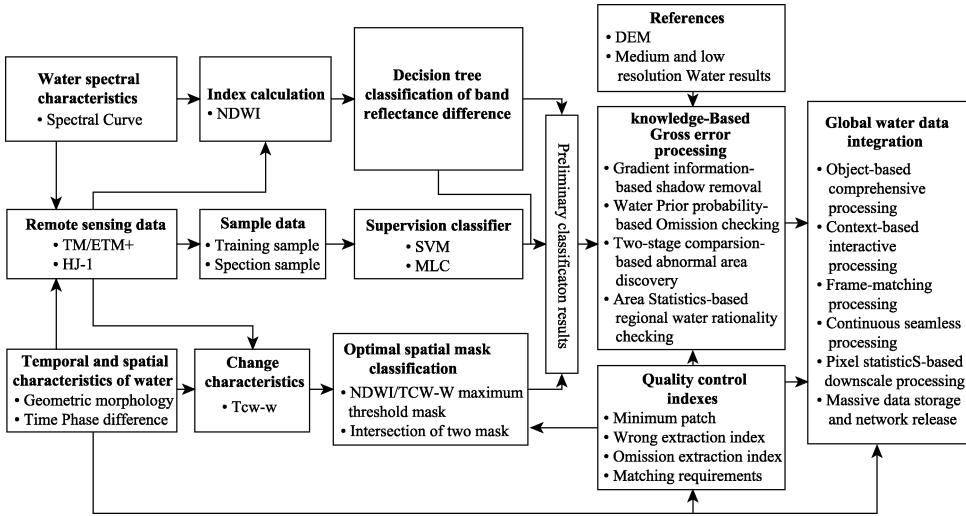 References
• DEM
• Medium and low
resolution Water results
Water spectral
characteristics
• Spectral Curve
Index calculation
• NDWI
Decision tree
classification of band
reflectance difference
Preliminary classificaton results
knowledge-Based
Gross error
processing
• Gradient information-
based shadow removal
• Water Prior probability-
based Omission checking
• Two-stage comparsion-
based abnormal area
discovery
• Area Statistics-based
regional water rationality
checking
Global water data
integration
• Object-based
comprehensive
processing
• Context-based
interactive
processing
• Frame-matching
processing
• Continuous seamless
processing
• Pixel statisticS-based
downscale processing
• Massive data storage
and network release
Remote sensing data
• TM/ETM+
• HJ-1
Sample data
• Training sample
• Spection sample
Supervision classifier
• SVM
• MLC
Temporal and spatial
characteristics of water
• Geometric morphology
• Time Phase difference
Change
characteristics
• Tcw-w
Optimal spatial mask
classification
• NDWI/TCW-W maximum
threshold mask
• Intersection of two mask
Quality control
indexes
• Minimum patch
• Wrong extraction index
• Omission extraction index
• Matching requirements